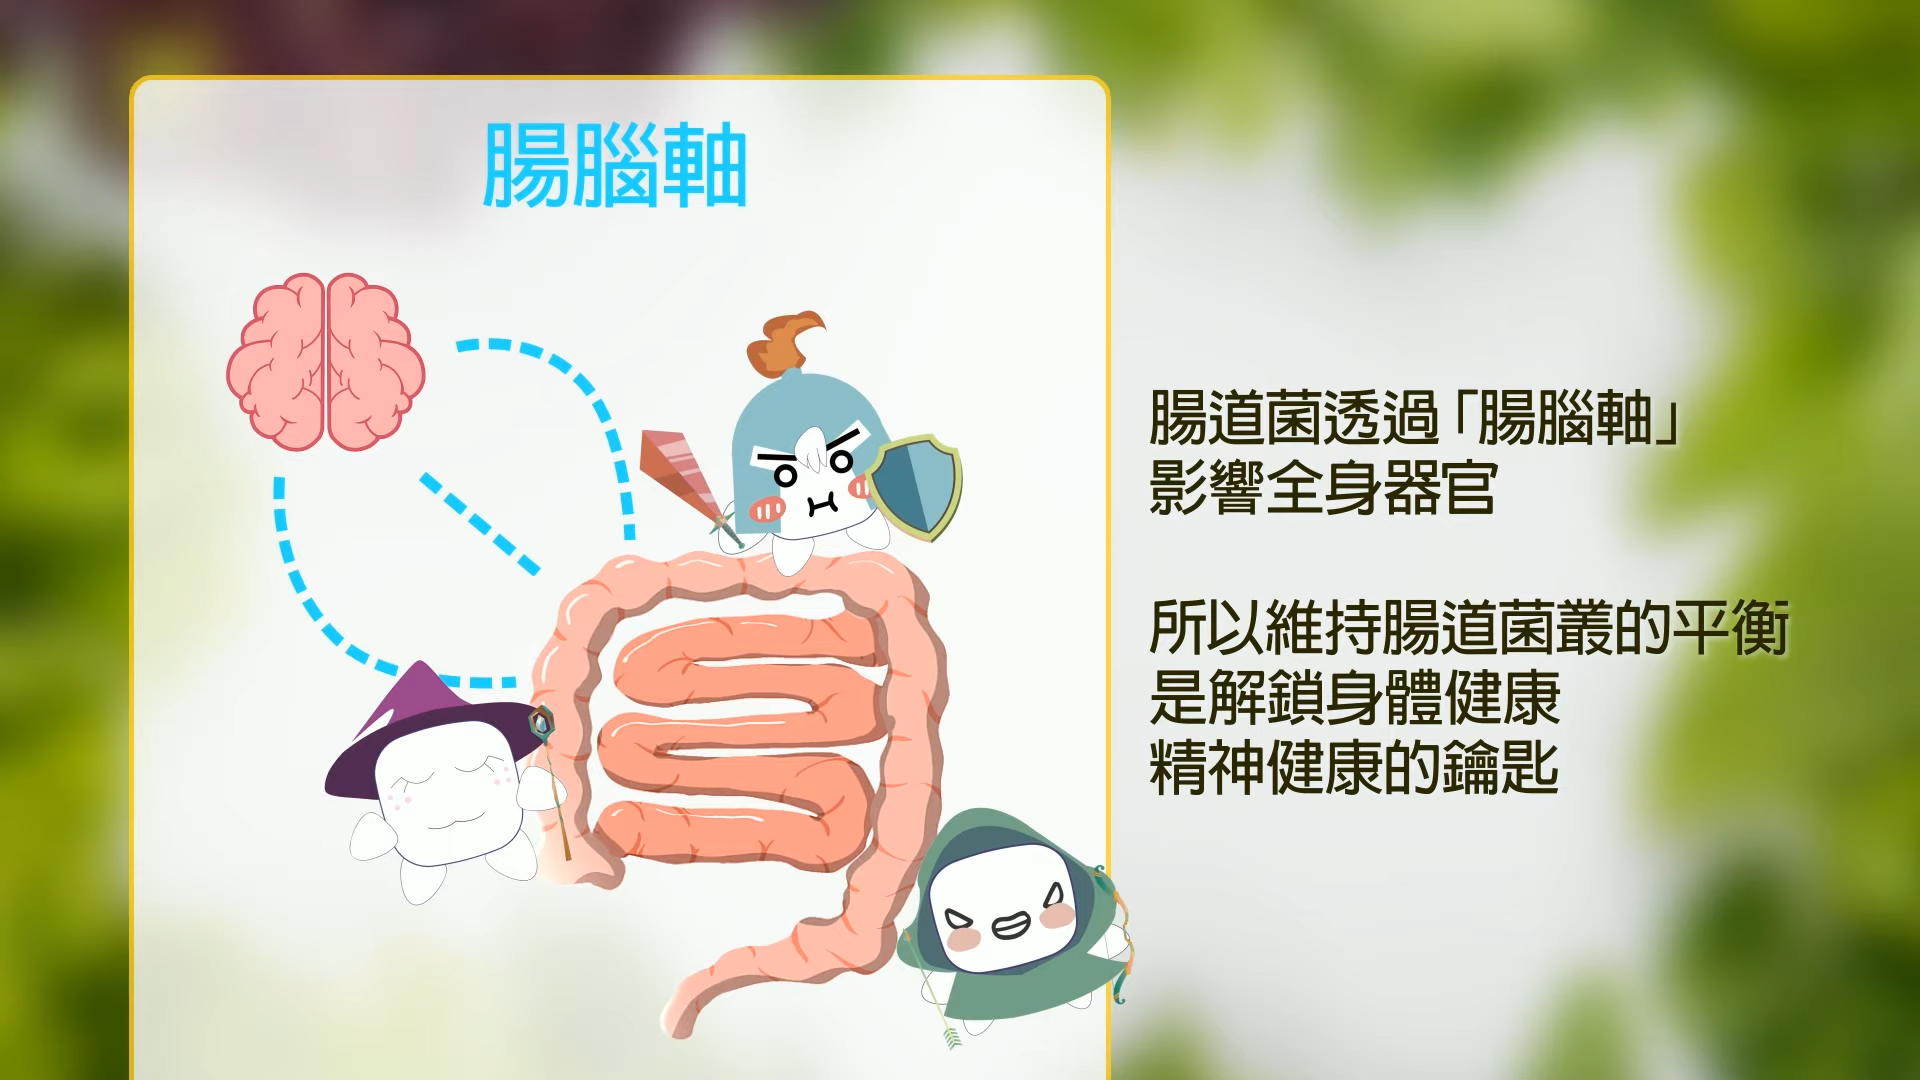 腸腦軸
腸道菌透過「腸腦軸」
影響全身器官
所以維持腸道菌叢的平衡
是解鎖身體健康
精神健康的鑰匙